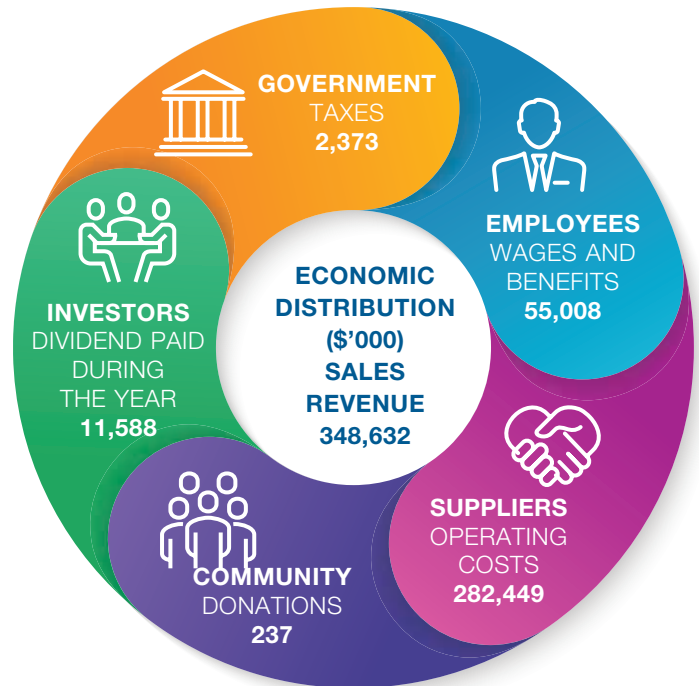 GOVERNMENT
TAXES
2,373
EMPLOYEES
WAGES AND
BENEFITS
55,008
SUPPLIERS
OPERATING
COSTS
282,449
COMMUNITY
DONATIONS
237
INVESTORS
DIVIDEND PAID
DURING
THE YEAR
11,588
ECONOMIC
DISTRIBUTION
($’000)
SALES
REVENUE
348,632